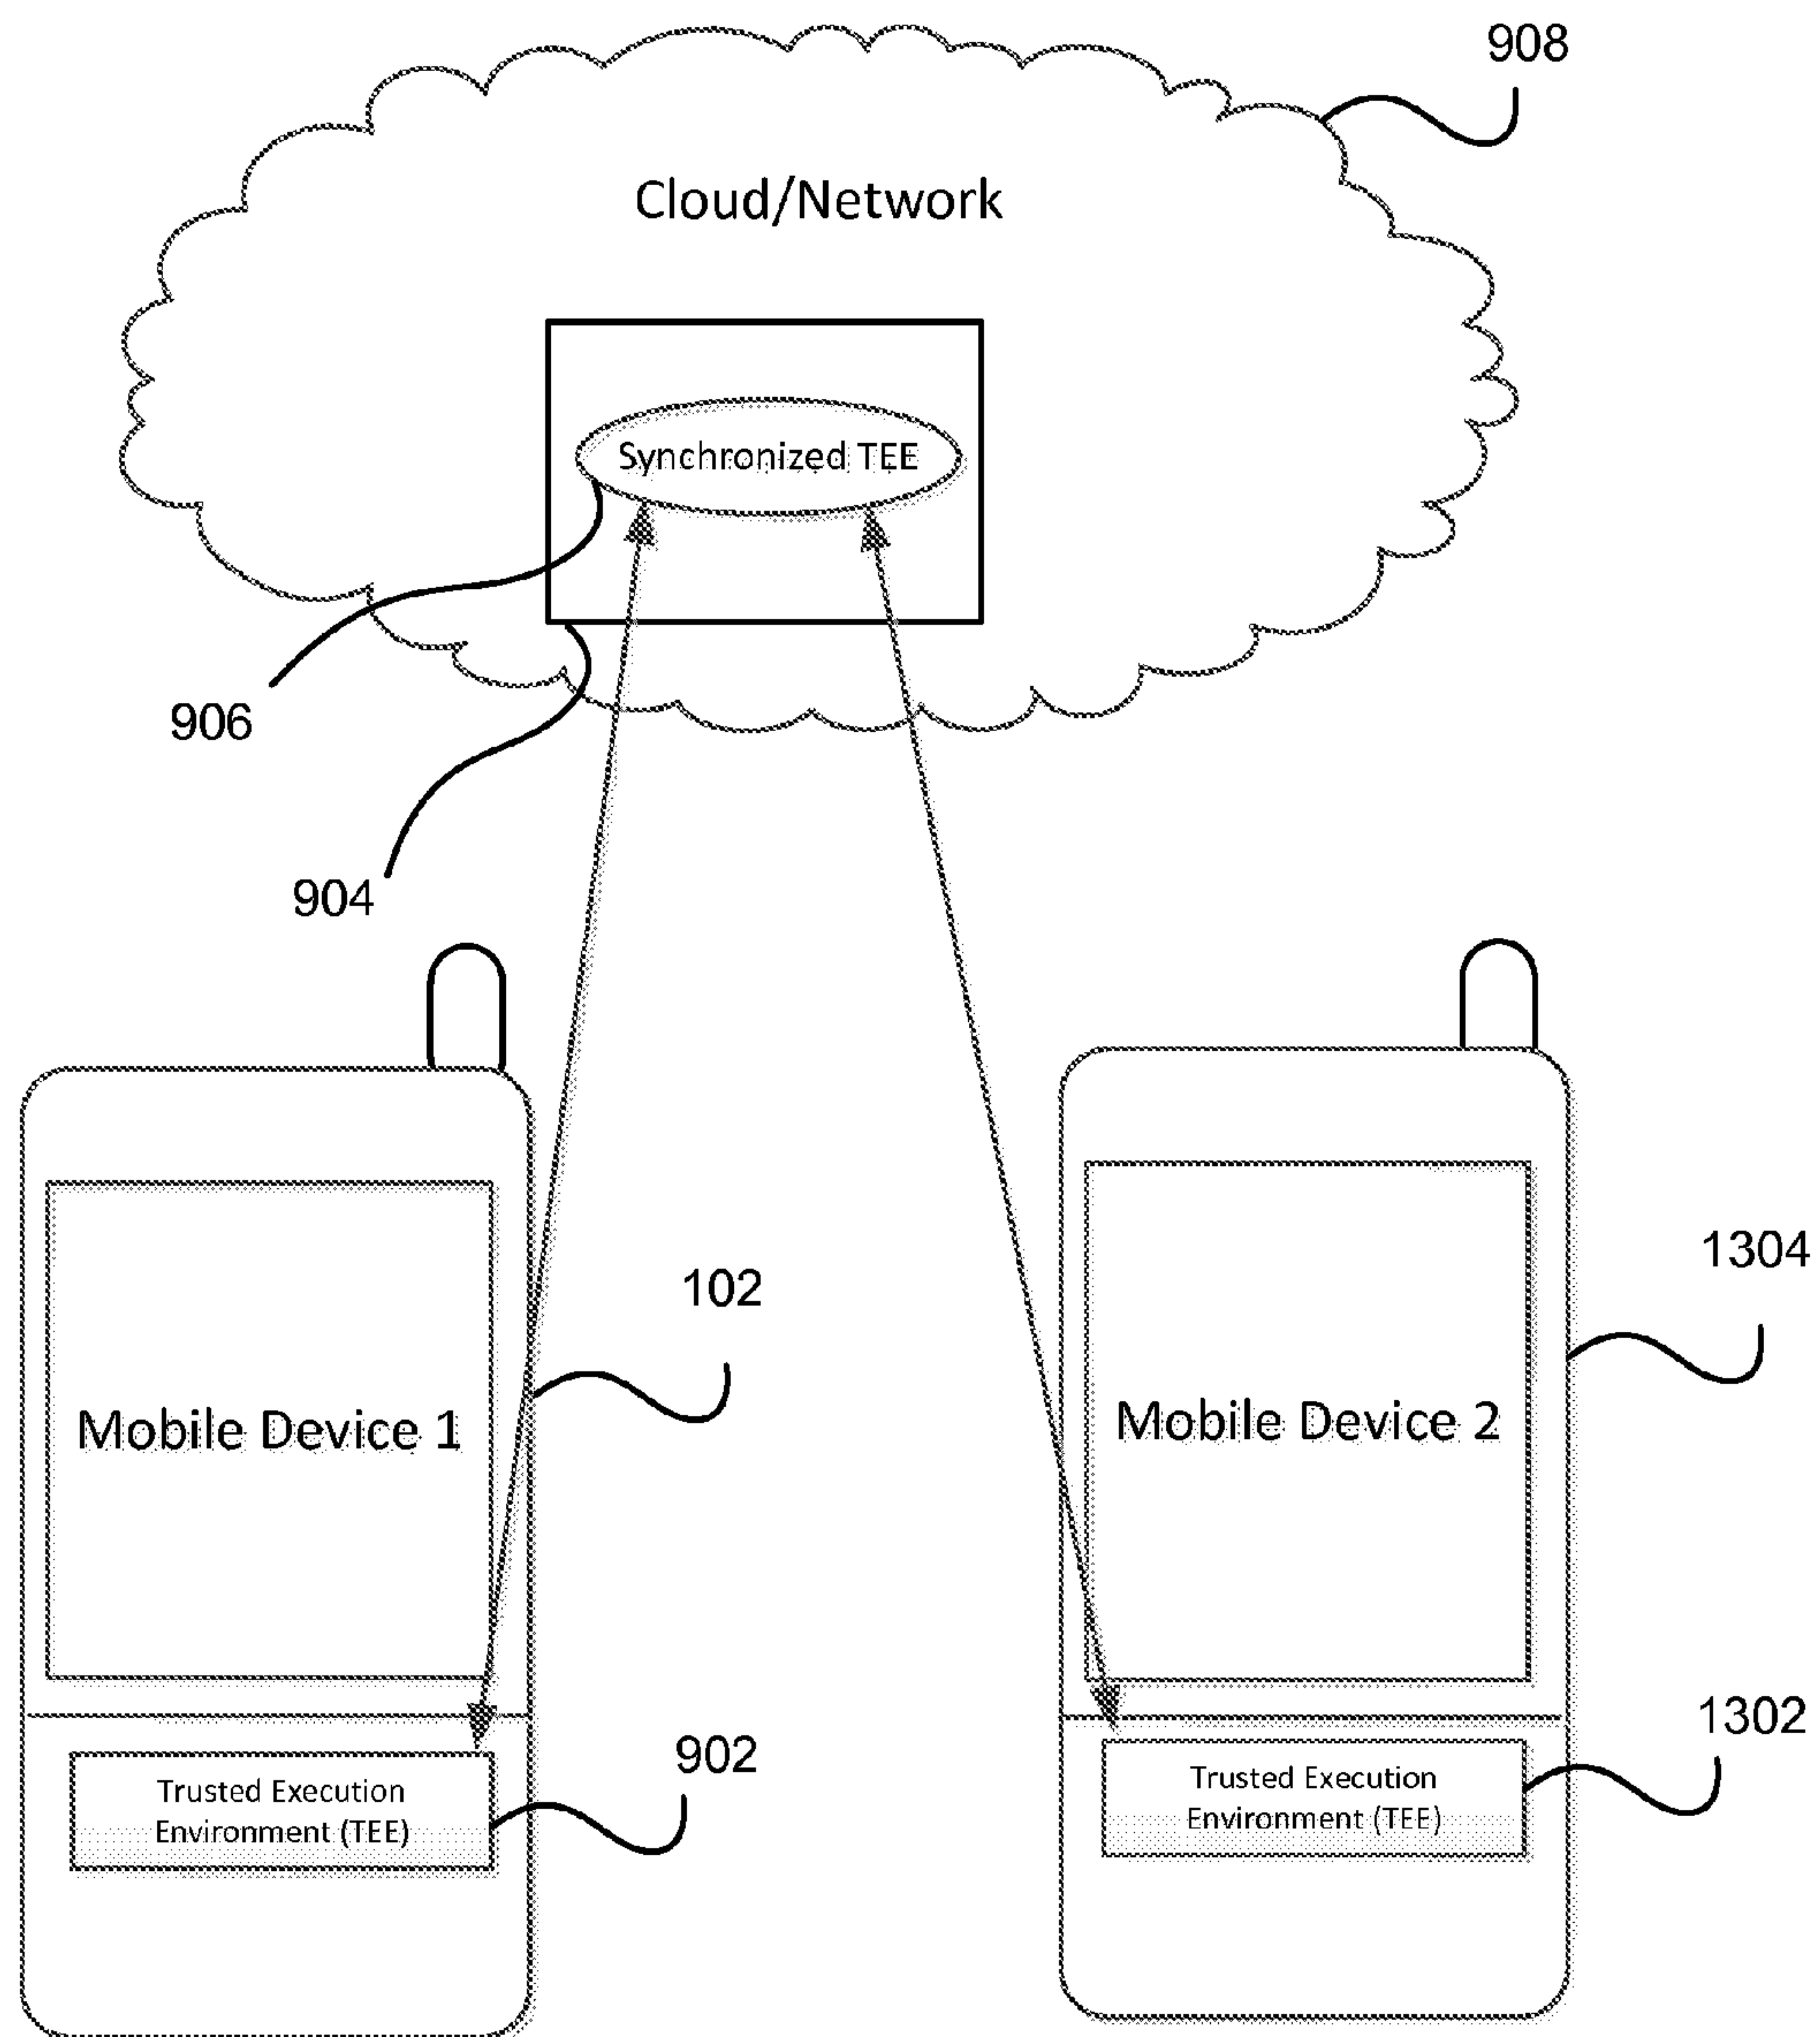 908
Cloud/Network
Synchronized TEE
906
904
102
1304
Mobile Device 1
Mobile Device 2
902
1302
Trusted Execution
Environment (TEE)
Trusted Execution
Environment (TEE)